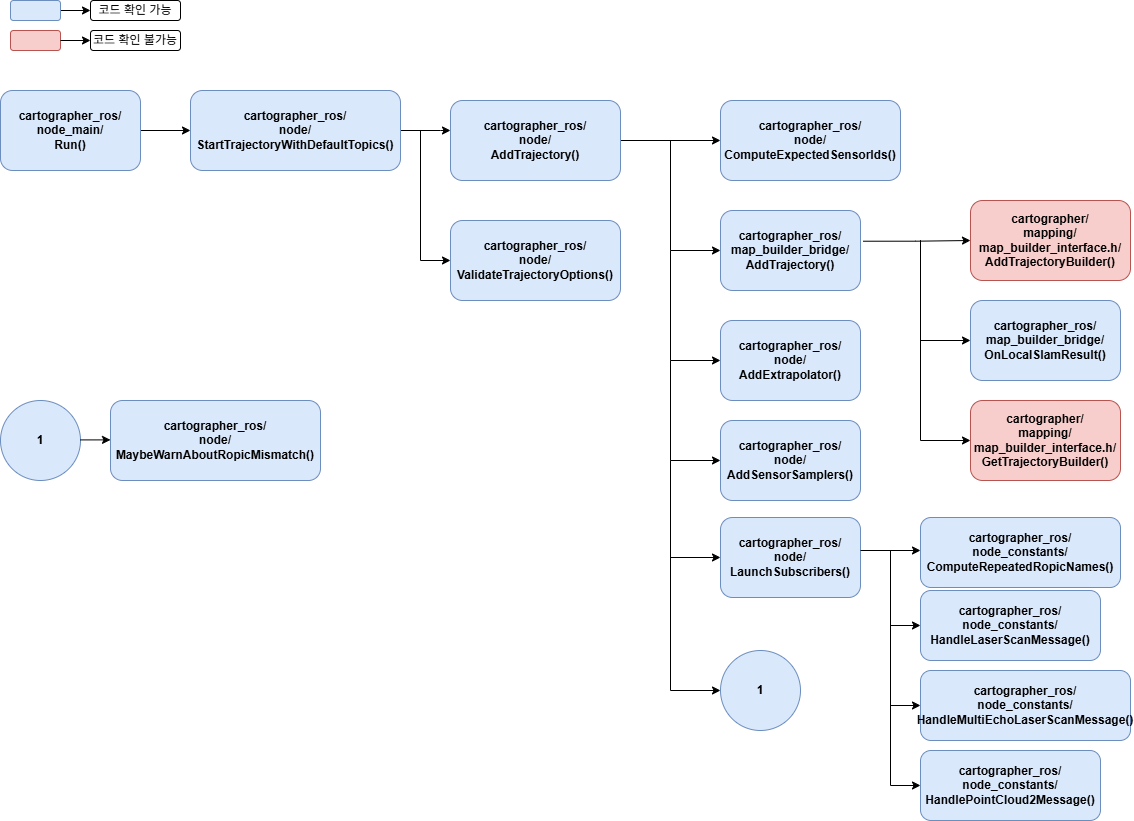 코드 확인 가능
코드 확인 불가능
cartographer_ros/
node_main/
Run()
cartographer_ros/
node/
StartTrajectoryWithDefaultTopics()
cartographer_ros/
node/
AddTrajectory()
cartographer_ros/
node/
ValidateTrajectoryOptions()
cartographer_ros/
node/
ComputeExpectedSensorIds()
cartographer_ros/
map_builder_bridge/
AddTrajectory()
cartographer/
mapping/
map_builder_interface.h/
AddTrajectoryBuilder()
cartographer_ros/
map_builder_bridge/
OnLocalSlamResult()
cartographer/
mapping/
map_builder_interface.h/
GetTrajectoryBuilder()
cartographer_ros/
node/
AddExtrapolator()
cartographer_ros/
node/
AddSensorSamplers()
cartographer_ros/
node/
LaunchSubscribers()
cartographer_ros/
node_constants/
ComputeRepeatedRopicNames()
cartographer_ros/
node_constants/
HandleLaserScanMessage()
cartographer_ros/
node_constants/
HandleMultiEchoLaserScanMessage()
cartographer_ros/
node_constants/
HandlePointCloud2Message()
1
1
cartographer_ros/
node/
MaybeWarnAboutRopicMismatch()